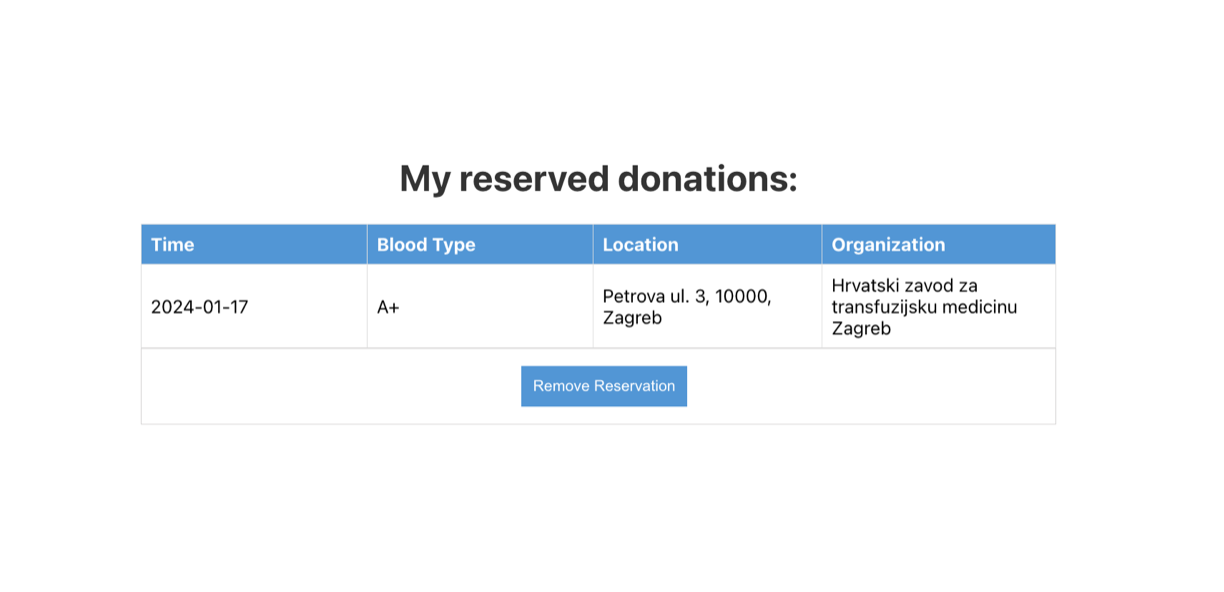 My reserved donations:
Time Blood Type Location Organization
2024-01-17 A+ Petrova ul. 3, 10000,
Zagreb
Hrvatski zavod za
transfuzijsku medicinu
Zagreb
Remove Reservation